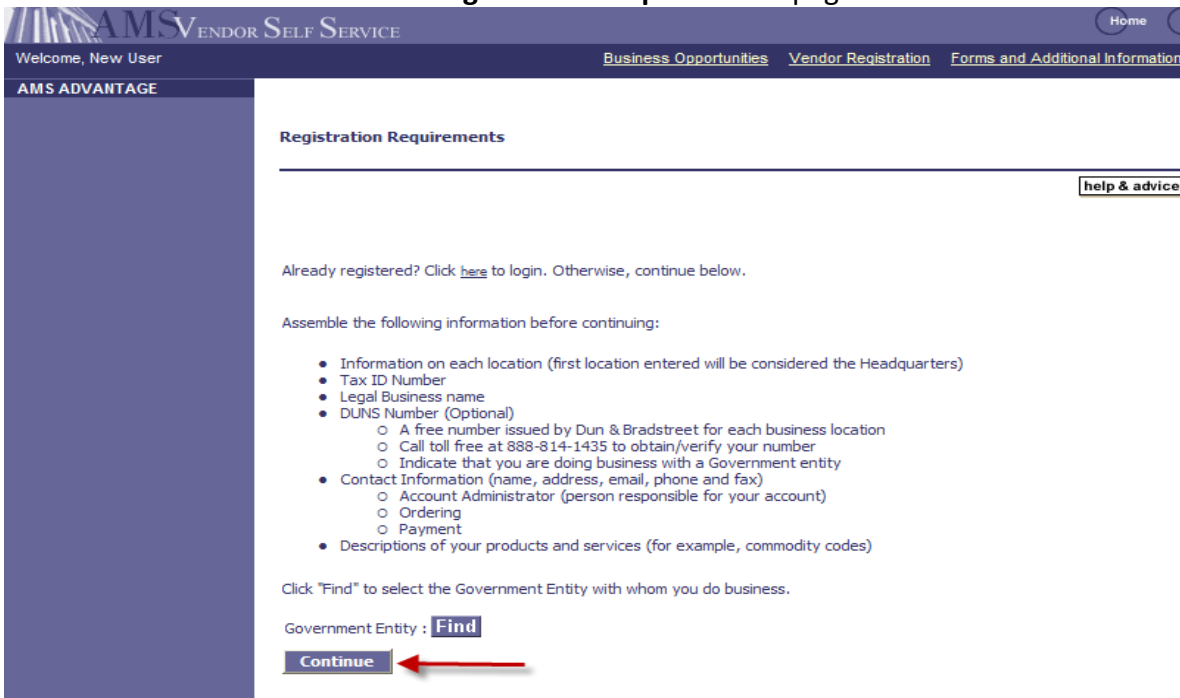 AMS VENDOR SELF SERVICE
Home
Welcome, New User
Business Opportunities Vendor Registration Forms and Additional Information
AMS ADVANTAGE
Registration Requirements
help & advice
Already registered? Click here to login. Otherwise, continue below.
Assemble the following information before continuing:
• Information on each location (first location entered will be considered the Headquarters)
• Tax ID Number
• Legal Business name
• DUNS Number (Optional)
○ A free number issued by Dun & Bradstreet for each business location
○ Call toll free at 888-814-1435 to obtain/verify your number
○ Indicate that you are doing business with a Government entity
• Contact Information (name, address, email, phone and fax)
○ Account Administrator (person responsible for your account)
○ Ordering
○ Payment
• Descriptions of your products and services (for example, commodity codes)
Click "Find" to select the Government Entity with whom you do business.
Government Entity : Find
Continue